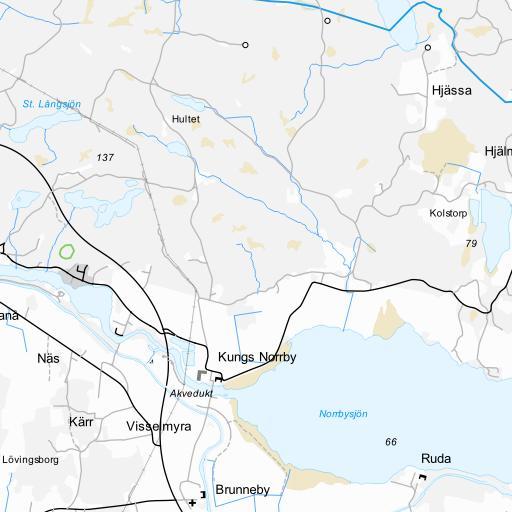 Hjässa
St. Långsjön
Hultet
137
Hjälm
Kolstorp
79
ana
Näs
Kungs Norrby
Akvedukt
Norrbysjön
Kärr
Visselmyra
66
Lövingsborg
Ruda
Brunneby